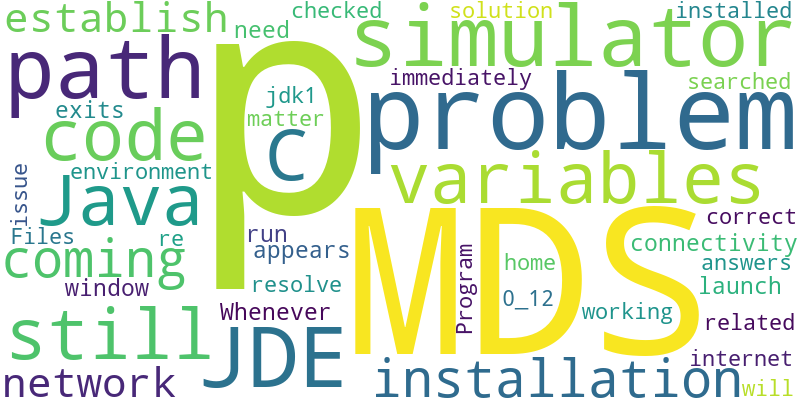 establish
need
checked
solution
installed
path
p
simulator
immediately
searched
exits
jdk1
problem
code
matter
C
environment
variables
issue
Java
Files
re
run
appears
correct
connectivity
coming
MDS
Program
home
answers
window
resolve
0_12
launch
still
Whenever
working
related
JDE
network
installation
internet
will